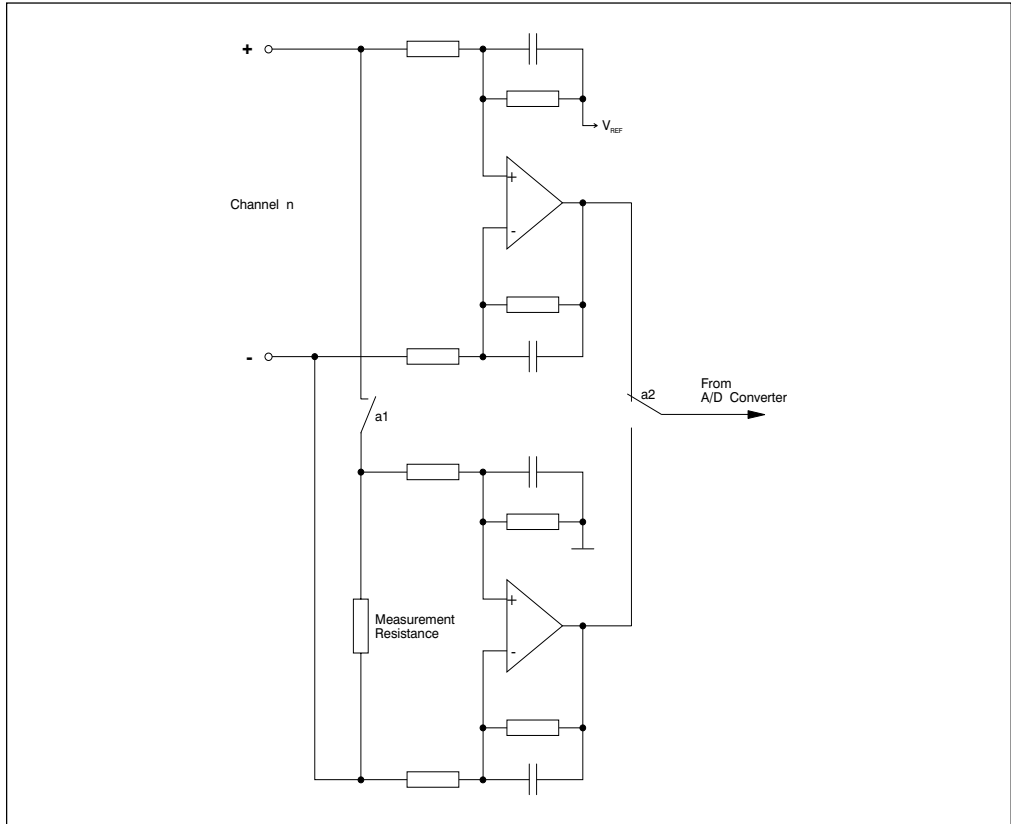 +
V REF
+
Channel n
-
-
a2
From
A/D Converter
a1
+
Measurement
Resistance
-